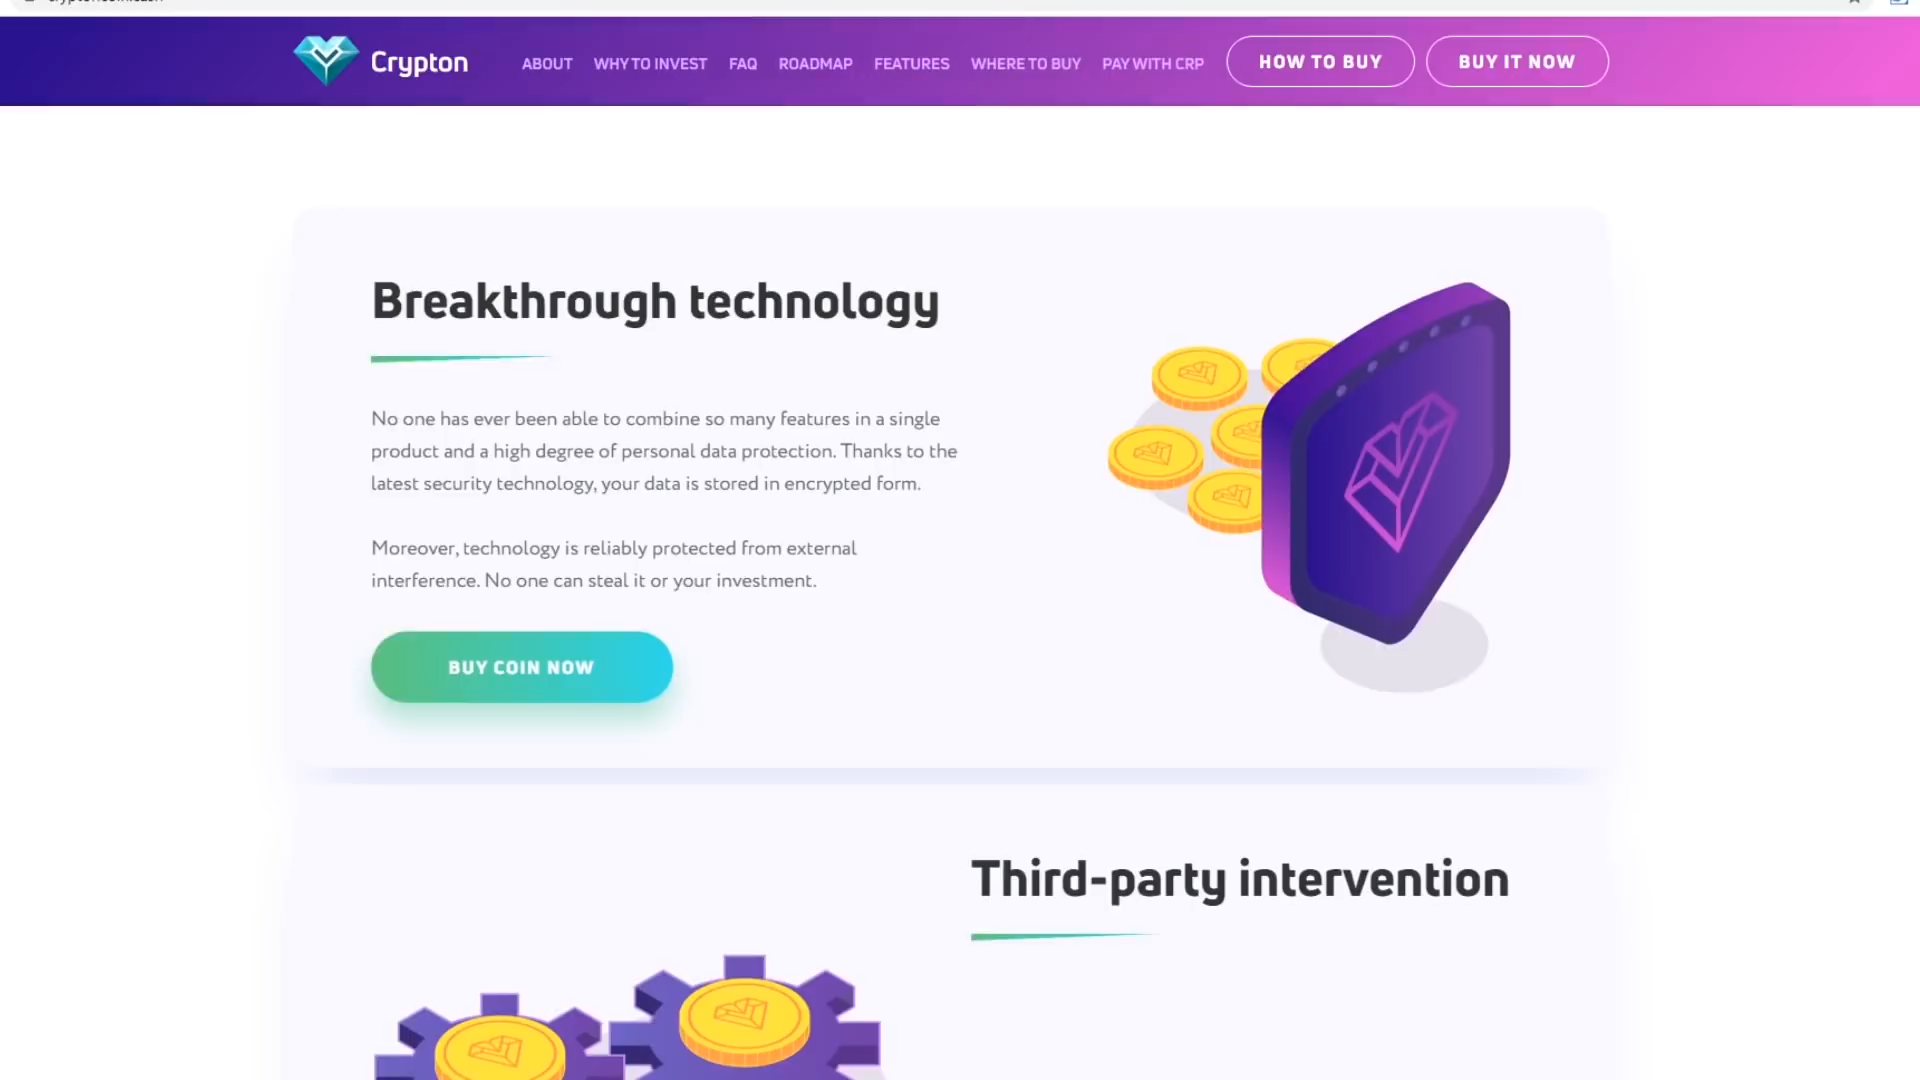 Crypton
ABOUT
WHY TO INVEST
FAQ
ROADMAP
FEATURES
WHERE TO BUY
PAY WITH CRP
HOW TO BUY
BUY IT NOW
Breakthrough technology
No one has ever been able to combine so many features in a single
product and a high degree of personal data protection. Thanks to the
latest security technology, your data is stored in encrypted form.
Moreover, technology is reliably protected from external
interference. No one can steal it or your investment.
BUY COIN NOW
Third-party intervention